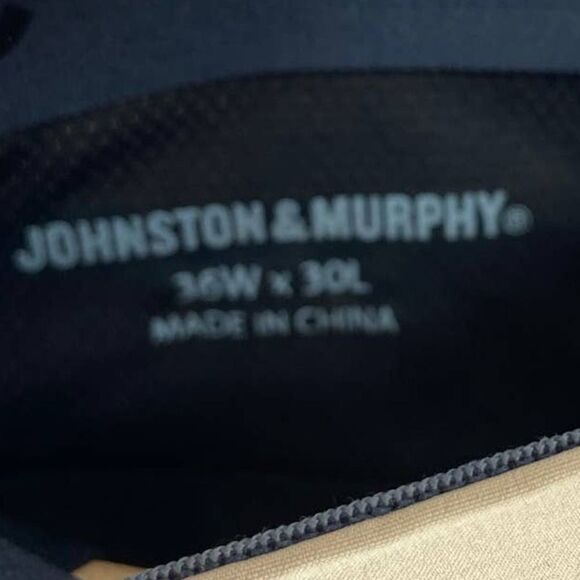 JOHNSTON & MURPHY®
36W x 30L
MADE IN CHINA